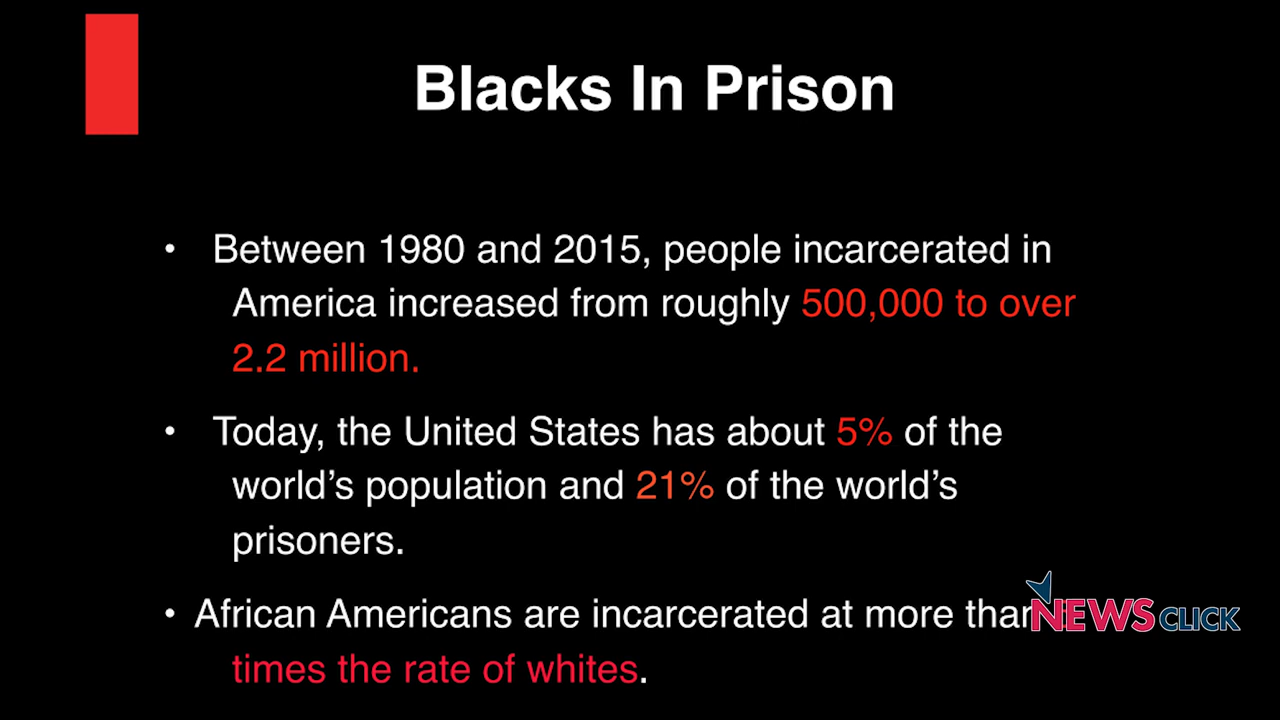 Blacks In Prison
• Between 1980 and 2015, people incarcerated in
America increased from roughly 500,000 to over
2.2 million.
• Today, the United States has about 5% of the
world's population and 21% of the world's
prisoners.
• African Americans are incarcerated at more than
times the rate of whites.
NEWSCLICK